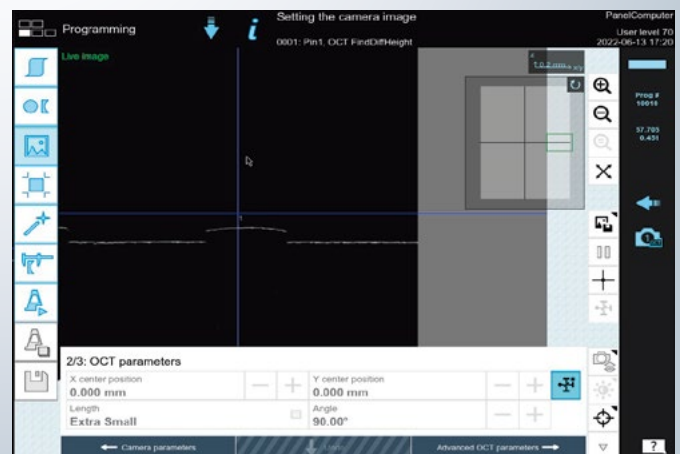 Programming
Setting the camera image
0001: Pin1, OCT FindDiffHeight
PanelComputer
User level 70
2022-06-13 17:20
Live Image
Prog #
10016
57.705
0.451
1
2/3: OCT parameters
X center position
0.000 mm
Y center position
0.000 mm
Length
Extra Small
Angle
90.00°
Camera parameters
Advanced OCT parameters
?